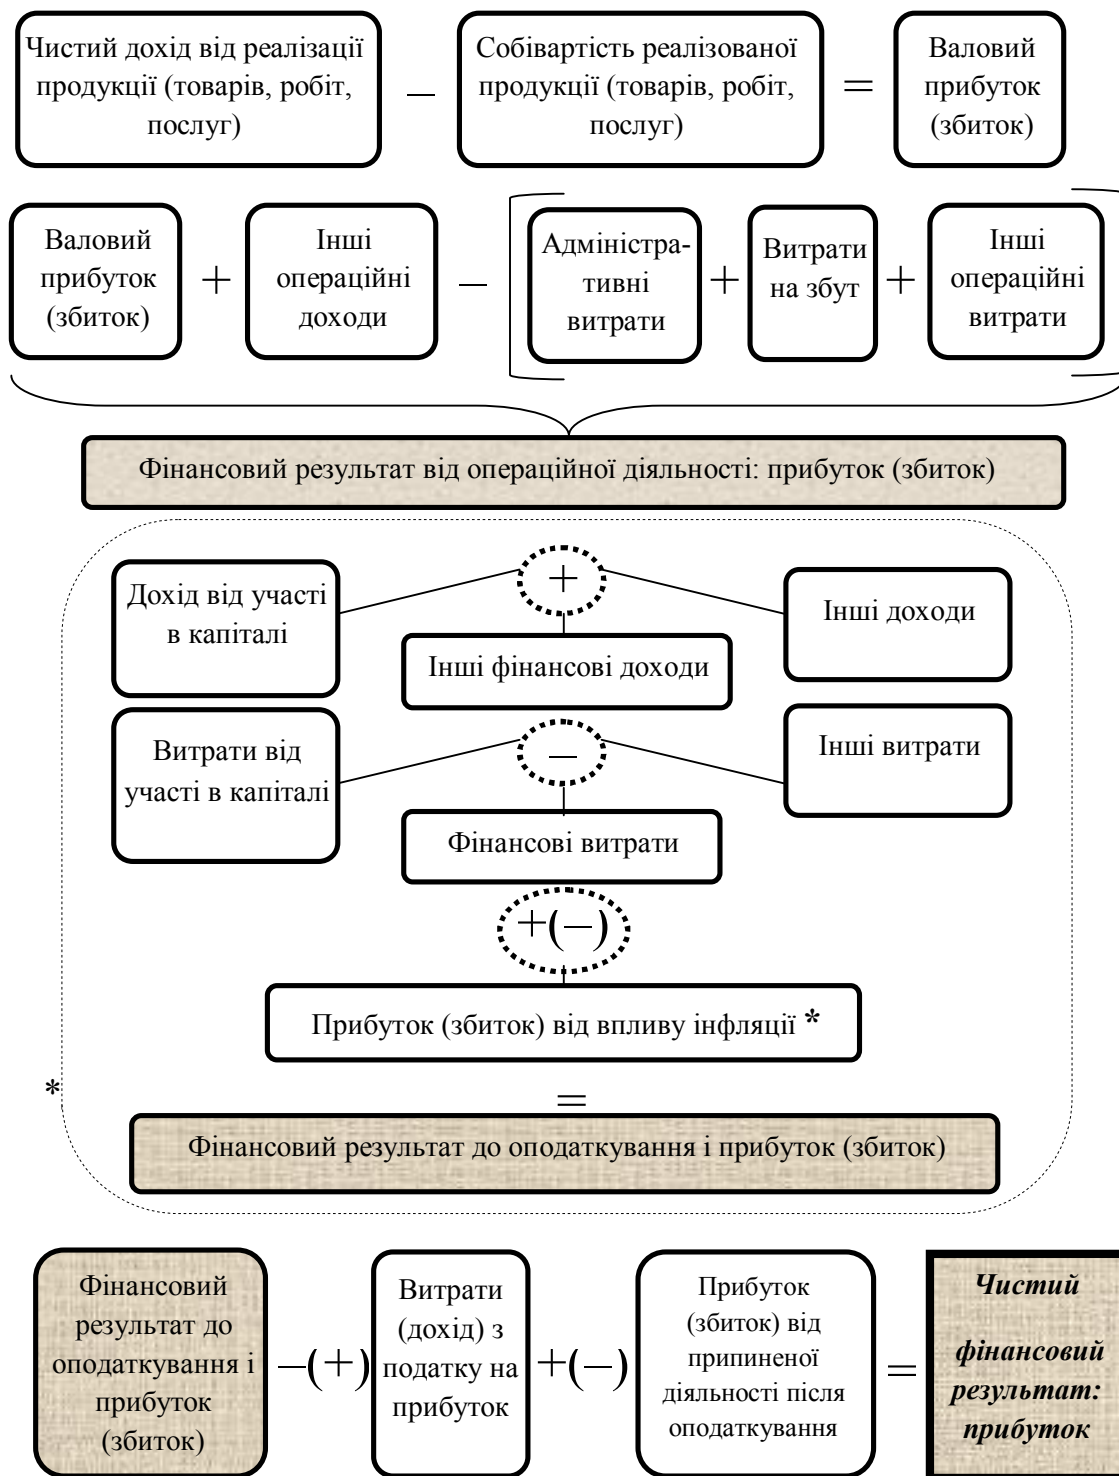 Чистий дохід від реалізації
продукції (товарів, робіт,
послуг)
–
Собівартість реалізованої
продукції (товарів, робіт,
послуг)
=
Валовий
прибуток
(збиток)
Валовий
прибуток
(збиток)
+
Інші
операційні
доходи
–
Адміністра-
тивні
витрати
+
Витрати
на збут
+
Інші
операційні
витрати
Фінансовий результат від операційної діяльності: прибуток (збиток)
Дохід від участі
в капіталі
+
Інші доходи
Інші фінансові доходи
Витрати від
участі в капіталі
–
Інші витрати
Фінансові витрати
+(–)
Прибуток (збиток) від впливу інфляції *
*
=
Фінансовий результат до оподаткування і прибуток (збиток)
Фінансовий
результат до
оподаткування і
прибуток
(збиток)
–(+)
Витрати
(дохід) з
податку на
прибуток
+(–)
Прибуток
(збиток) від
припиненої
діяльності після
оподаткування
=
Чистий
фінансовий
результат:
прибуток